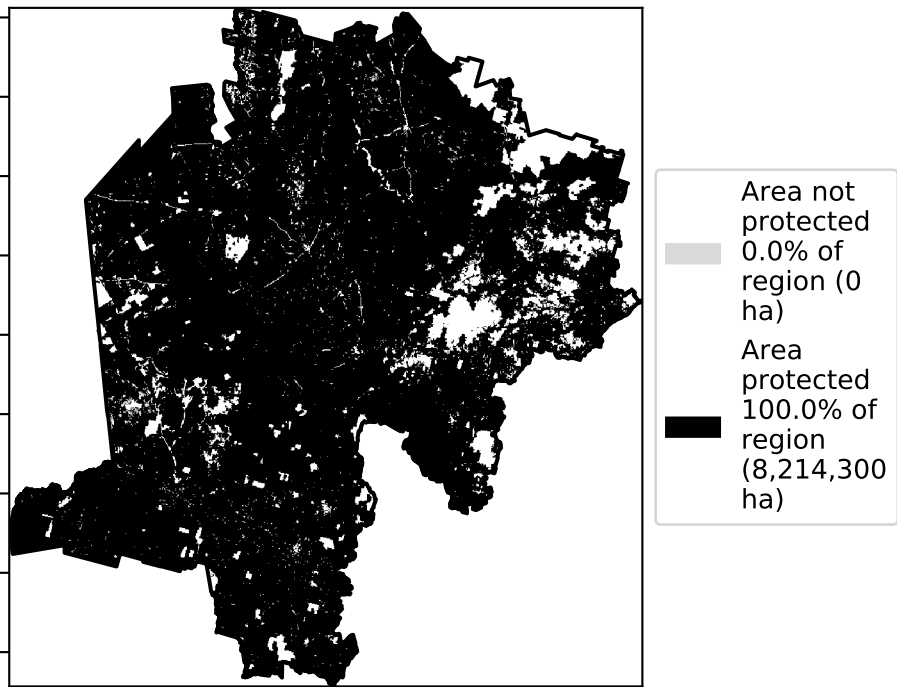 Area not
protected
0.0% of
region (0
ha)
Area
protected
100.0% of
region
(8,214,300
ha)